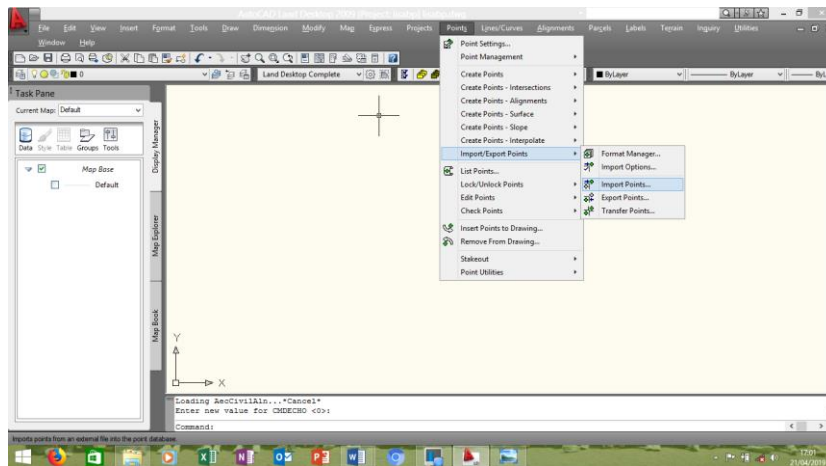 AutoCAD Land Desktop 2009
File Edit View Insert Format Tools Draw Dimension Modify Map Express Projects Points Lines/Curves Alignments Parcels Labels Terrain Inquiry Utilities
Window Help
0 Land Desktop Complete ByLayer ByLayer
Task Pane
Current Map: Default
Data Style Table Groups Tools
Map Base
Default
Display Manager
Map Explorer
Map Book
Point Settings...
Point Management
Create Points
Create Points - Intersections
Create Points - Alignments
Create Points - Surface
Create Points - Slope
Create Points - Interpolate
Import/Export Points
List Points...
Lock/Unlock Points
Edit Points
Check Points
Insert Points to Drawing...
Remove From Drawing...
Stakeout
Point Utilities
Format Manager...
Import Options...
Import Points...
Export Points...
Transfer Points...
Y
X
Loading AecCivilAin...*Cancel*
Enter new value for CMDECHO <0>:
Command:
Imports points from an external file into the point database.
17:01
21/04/2019